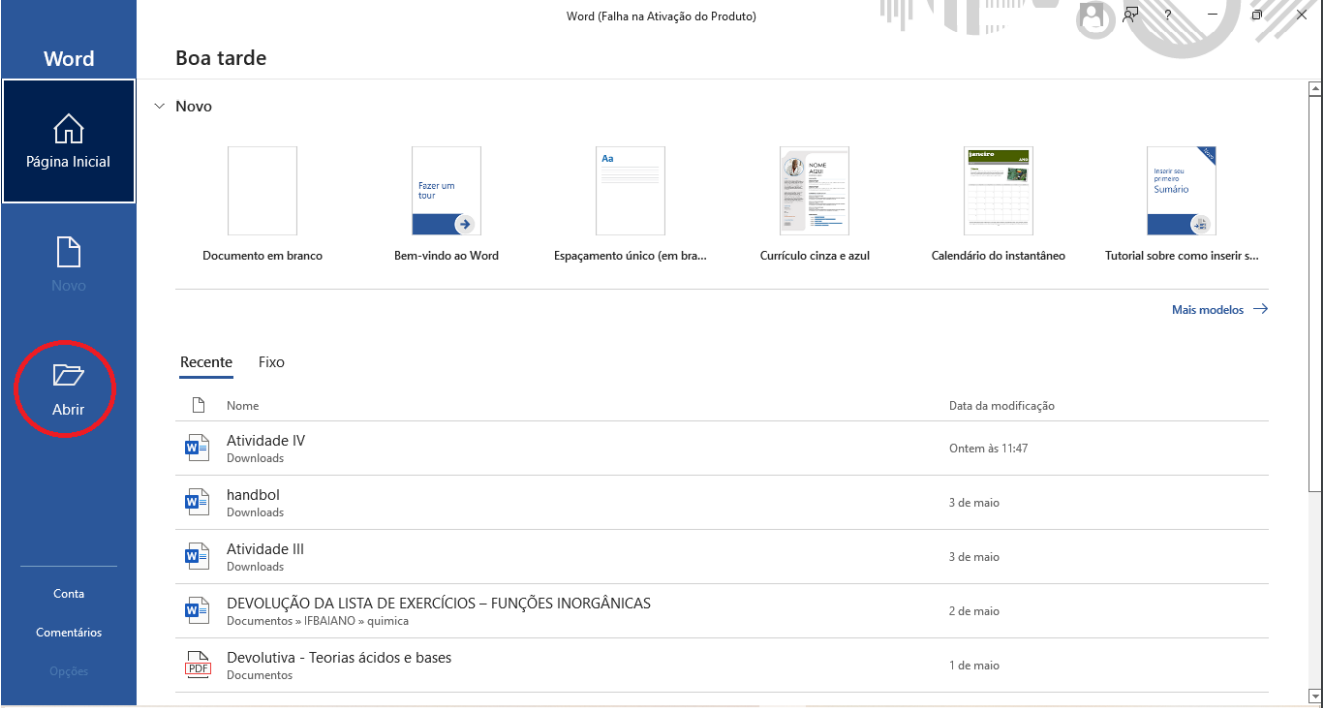 Word (Falha na Ativação do Produto)
?
Word
Boa tarde
Página Inicial
Novo
Abrir
Conta
Comentários
Opções
Novo
Fazer um
tour
Aa
NOME
AQUI
janeiro
Inserir seu
primeiro
Sumário
Novo
Documento em branco
Bem-vindo ao Word
Espaçamento único (em bra...
Currículo cinza e azul
Calendário do instantâneo
Tutorial sobre como inserir s...
Mais modelos
Recente Fixo
Nome Data da modificação
Atividade IV
Downloads
Ontem às 11:47
handbol
Downloads
3 de maio
Atividade III
Downloads
3 de maio
DEVOLUÇÃO DA LISTA DE EXERCÍCIOS – FUNÇÕES INORGÂNICAS
Documentos » IFBAIANO » quimica
2 de maio
PDF
Devolutiva - Teorias ácidos e bases
Documentos
1 de maio